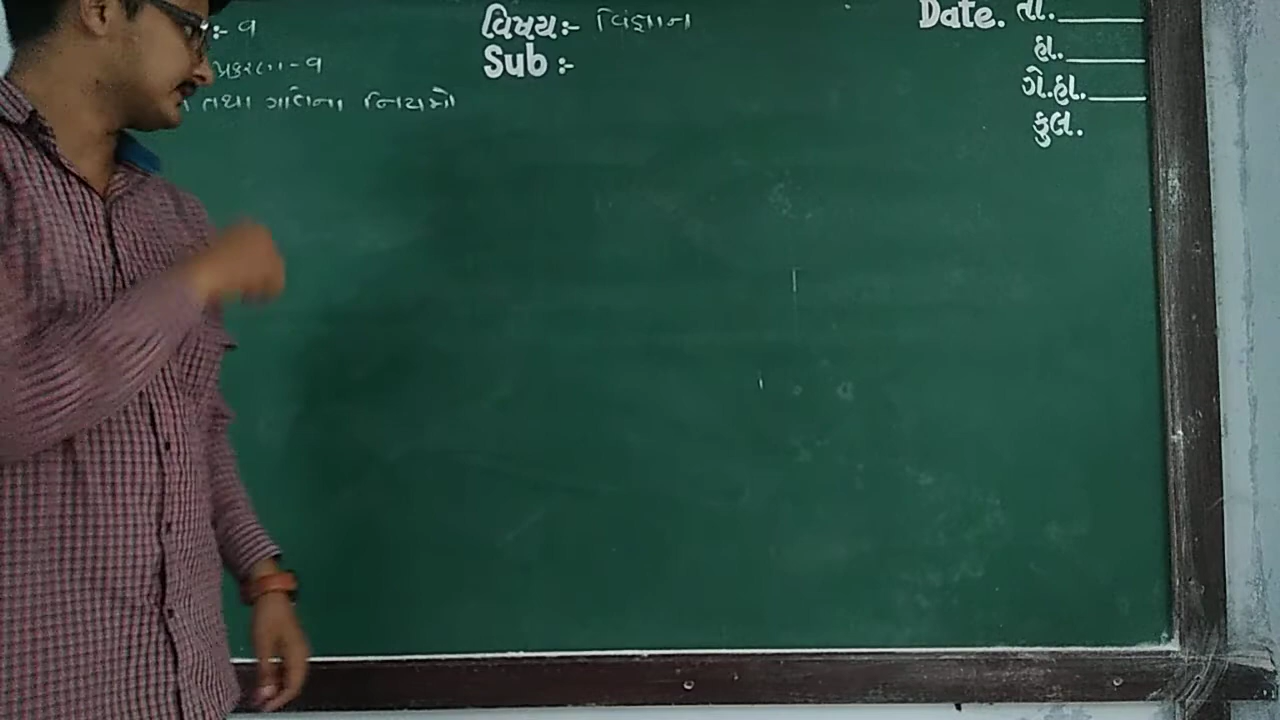 :- ૧
પ્રકરણ-૧
તથા ગતિના નિયમો
વિષય:- વિજ્ઞાન
Sub :-
Date. તા.
હા.
ગે.હા.
કુલ.